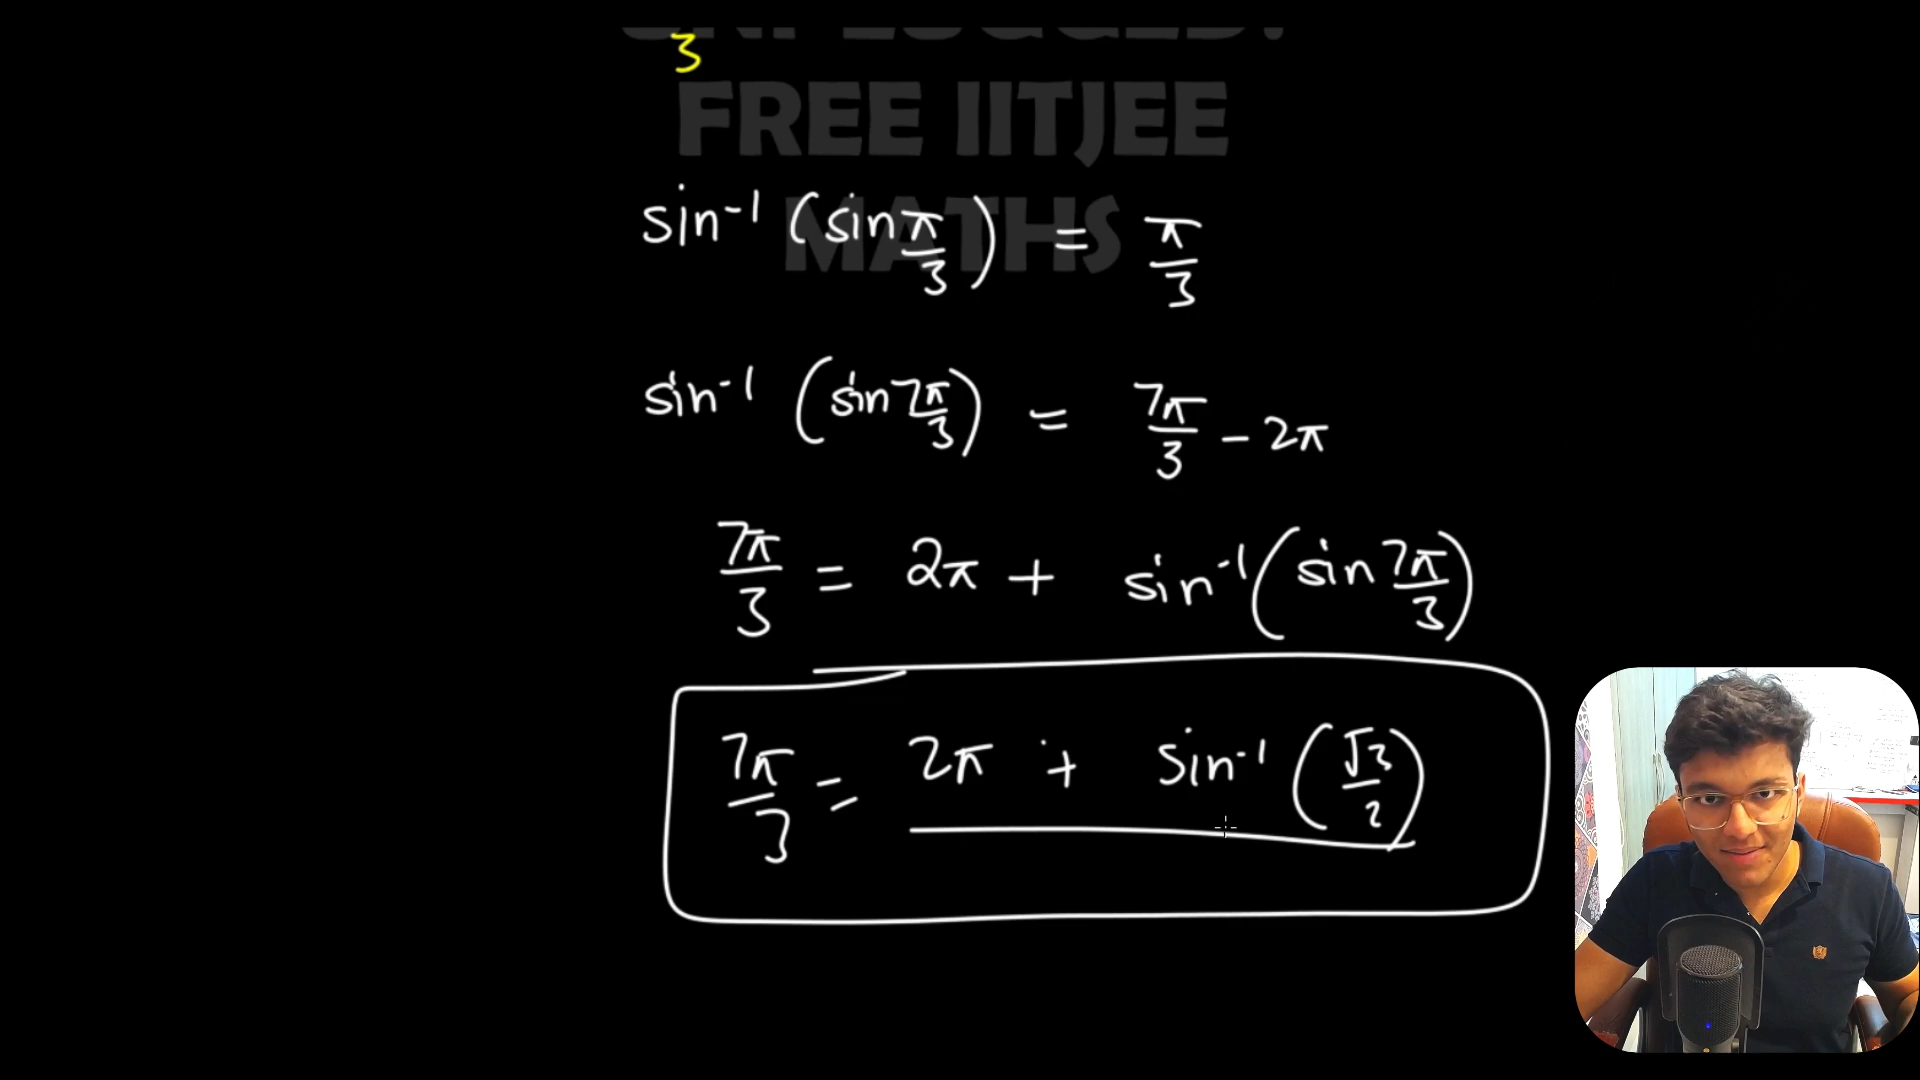 3
FREE IITJEE
MATHS
sin⁻¹ (sin π/3) = π/3
sin⁻¹ (sin 7π/3) = 7π/3 - 2π
7π/3 = 2π + sin⁻¹ (sin 7π/3)
7π/3 = 2π + sin⁻¹ (√3/2)